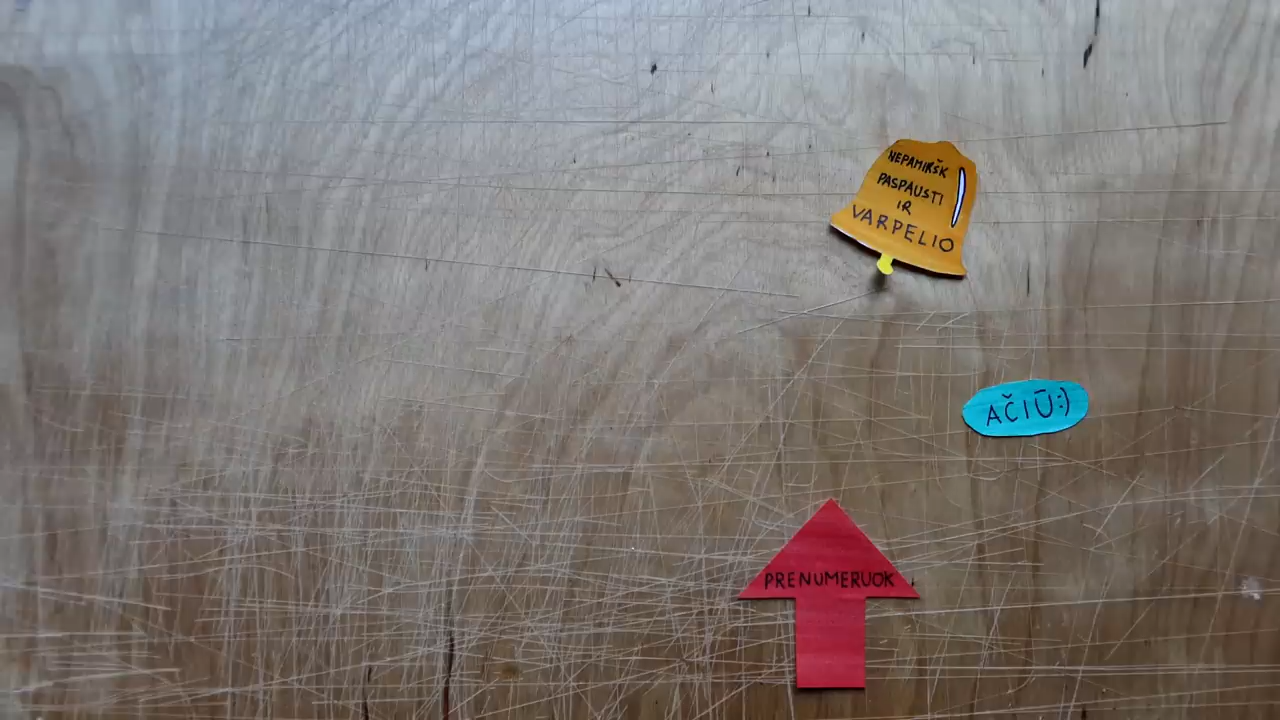 NEPAMIRŠK
PASPAUSTI
IR
VARPELIO
AČIŪ:)
PRENUMERUOK